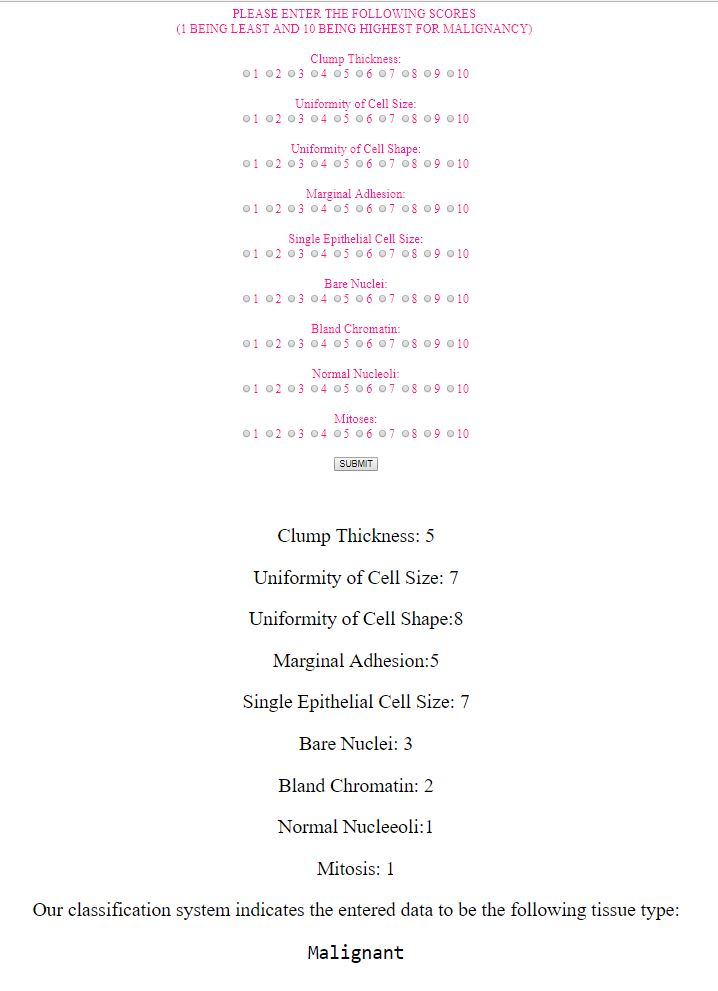 PLEASE ENTER THE FOLLOWING SCORES
(1 BEING LEAST AND 10 BEING HIGHEST FOR MALIGNANCY)
Clump Thickness:
1 2 3 4 5 6 7 8 9 10
Uniformity of Cell Size:
1 2 3 4 5 6 7 8 9 10
Uniformity of Cell Shape:
1 2 3 4 5 6 7 8 9 10
Marginal Adhesion:
1 2 3 4 5 6 7 8 9 10
Single Epithelial Cell Size:
1 2 3 4 5 6 7 8 9 10
Bare Nuclei:
1 2 3 4 5 6 7 8 9 10
Bland Chromatin:
1 2 3 4 5 6 7 8 9 10
Normal Nucleoli:
1 2 3 4 5 6 7 8 9 10
Mitoses:
1 2 3 4 5 6 7 8 9 10
SUBMIT
Clump Thickness: 5
Uniformity of Cell Size: 7
Uniformity of Cell Shape:8
Marginal Adhesion:5
Single Epithelial Cell Size: 7
Bare Nuclei: 3
Bland Chromatin: 2
Normal Nucleeoli:1
Mitosis: 1
Our classification system indicates the entered data to be the following tissue type:
Malignant